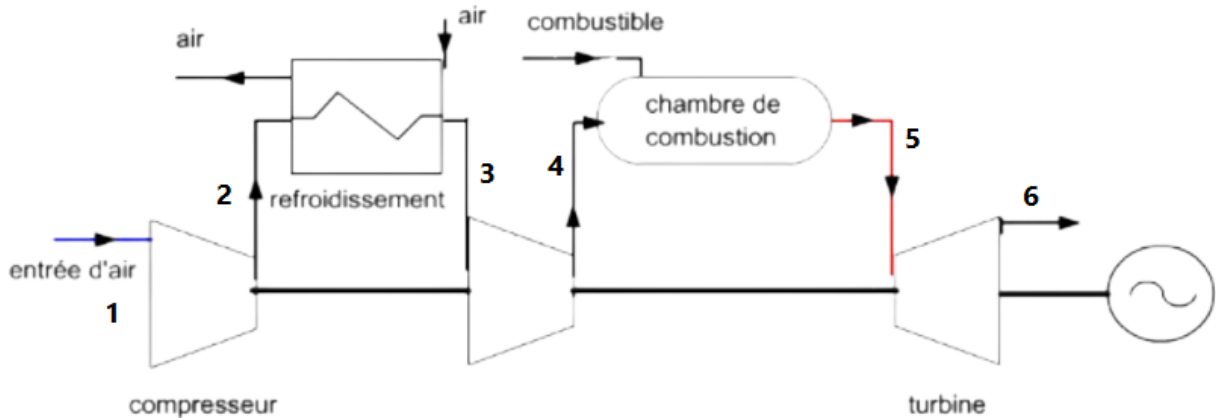 air
air
combustible
chambre de
combustion
5
2
3
4
refroidissement
6
entrée d'air
1
compresseur
turbine